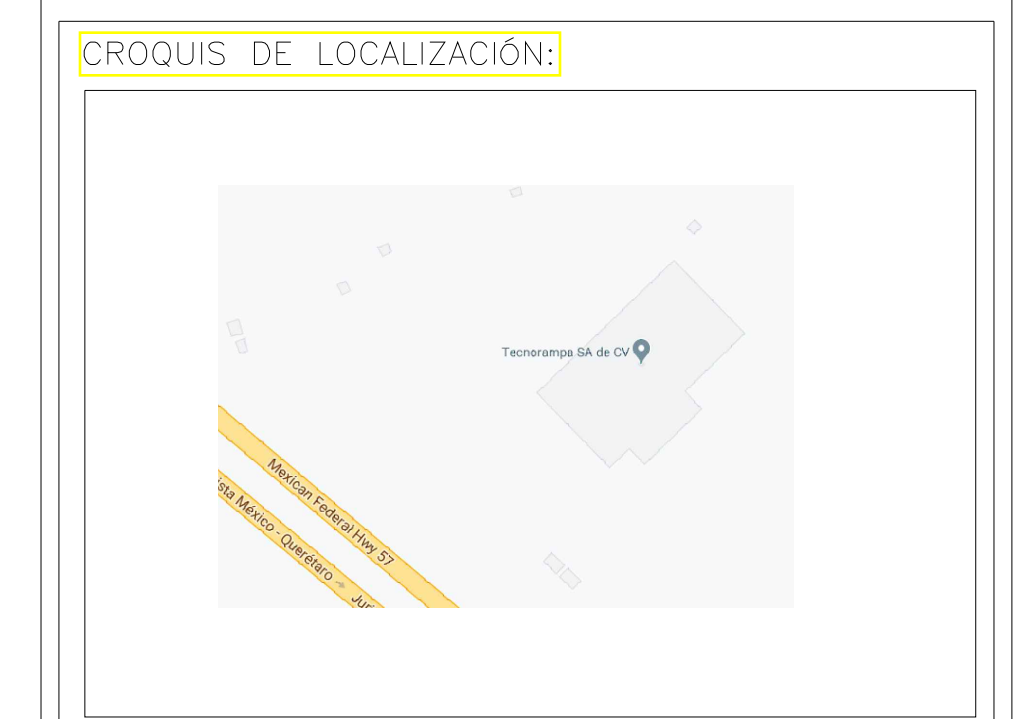 CROQUIS DE LOCALIZACIÓN:
Tecnorampa SA de CV
Mexican Federal Hwy 57
ista México - Querétaro